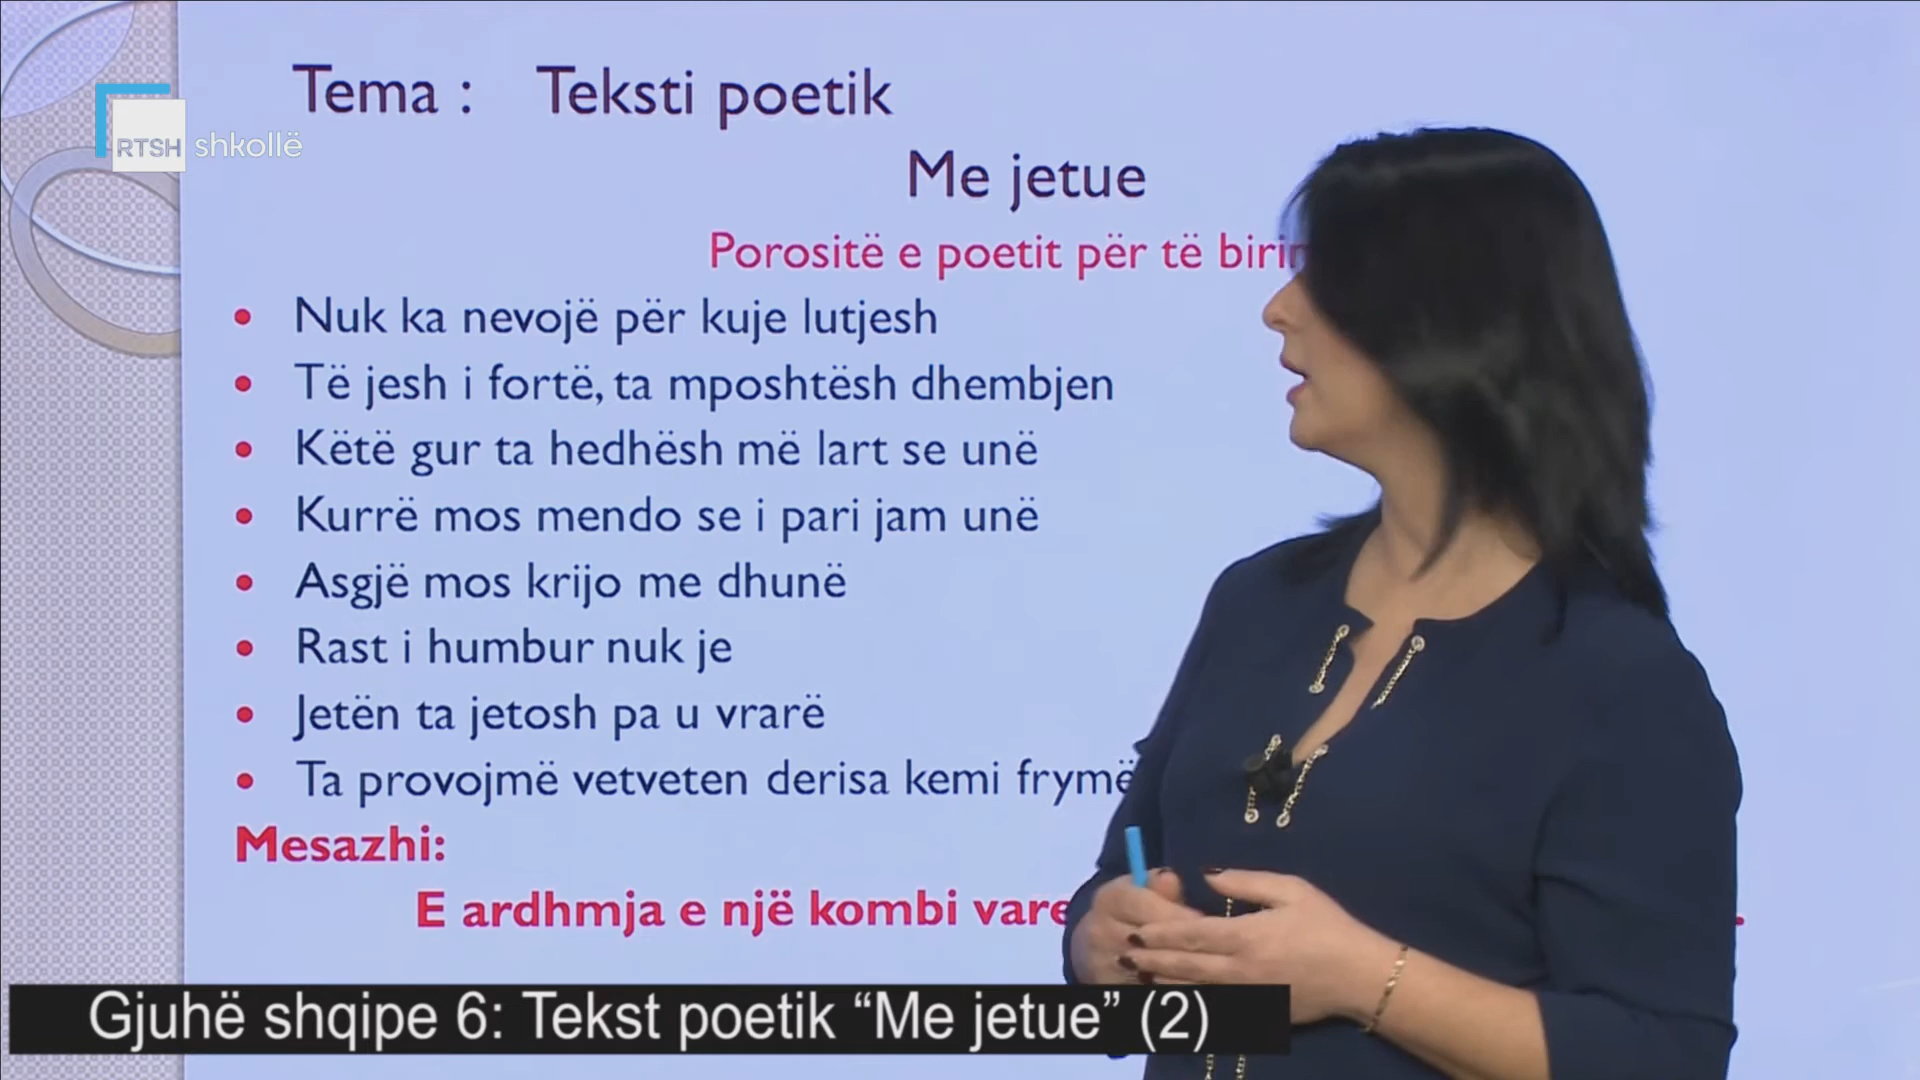 Tema : Teksti poetik
RTSH shkollë
Me jetue
Porositë e poetit për të
Nuk ka nevojë për kuje lutjesh
Të jesh i fortë, ta mposhtësh dhembjen
Këtë gur ta hedhësh më lart se unë
Kurrë mos mendo se i pari jam unë
Asgjë mos krijo me dhunë
Rast i humbur nuk je
Jetën ta jetosh pa u vrarë
Ta provojmë vetveten derisa kemi frymë
Mesazhi:
E ardhmja e një kombi
Gjuhë shqipe 6: Tekst poetik “Me jetue” (2)